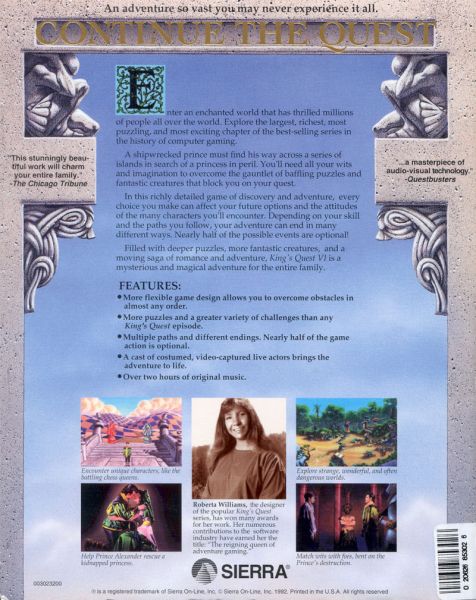 An adventure so vast you may never experience it all.
CONTINUE THE QUEST
Enter an enchanted world that has thrilled millions
of people all over the world. Explore the largest, richest, most
puzzling, and most exciting chapter of the best-selling series in
the history of computer gaming.
A shipwrecked prince must find his way across a series of
islands in search of a princess in peril. You'll need all your wits
and imagination to overcome the gauntlet of baffling puzzles and
fantastic creatures that block you on your quest.
In this richly detailed game of discovery and adventure, every
choice you make can affect your future options and the attitudes
of the many characters you'll encounter. Depending on your skill
and the paths you follow, your adventure can end in many
different ways. Nearly half of the possible events are optional!
Filled with deeper puzzles, more fantastic creatures, and a
moving saga of romance and adventure, King's Quest VI is a
mysterious and magical adventure for the entire family.
"This stunningly beau-
tiful work will charm
your entire family."
-The Chicago Tribune
"...a masterpiece of
audio-visual technology."
-Questbusters
FEATURES:
•More flexible game design allows you to overcome obstacles in
almost any order.
•More puzzles and a greater variety of challenges than any
King's Quest episode.
•Multiple paths and different endings. Nearly half of the game
action is optional.
•A cast of costumed, video-captured live actors brings the
adventure to life.
•Over two hours of original music.
Encounter unique characters, like the
battling chess queens.
Help Prince Alexander rescue a
kidnapped princess.
Roberta Williams, the designer
of the popular King's Quest
series, has won many awards
for her work. Her numerous
contributions to the software
industry have earned her the
title: "The reigning queen of
adventure gaming."
Explore strange, wonderful, and often
dangerous worlds.
Match wits with foes, bent on the
Prince's destruction.
SIERRA®
003023200
® is a registered trademark of Sierra On-Line, Inc. © Sierra On-Line, Inc. 1992. Printed in the U.S.A. All rights reserved
0 20626 85302 6